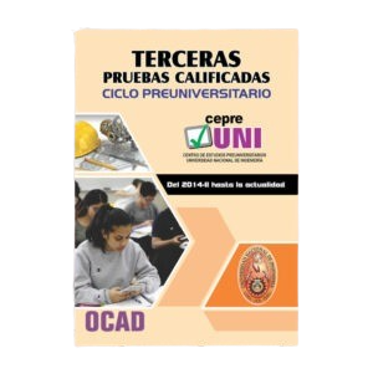 TERCERAS
PRUEBAS CALIFICADAS
CICLO PREUNIVERSITARIO
cepre
UNI
CENTRO DE ESTUDIOS PREUNIVERSITARIOS
UNIVERSIDAD NACIONAL DE INGENIERÍA
Del 2014-II hasta la actualidad
OCAD